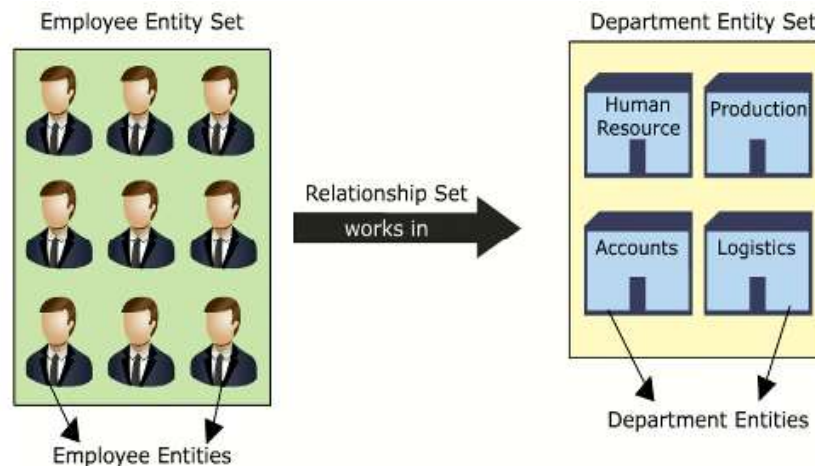 Employee Entity Set
Department Entity Set
Human
Resource
Production
Relationship Set
works in
Accounts
Logistics
Department Entities
Employee Entities